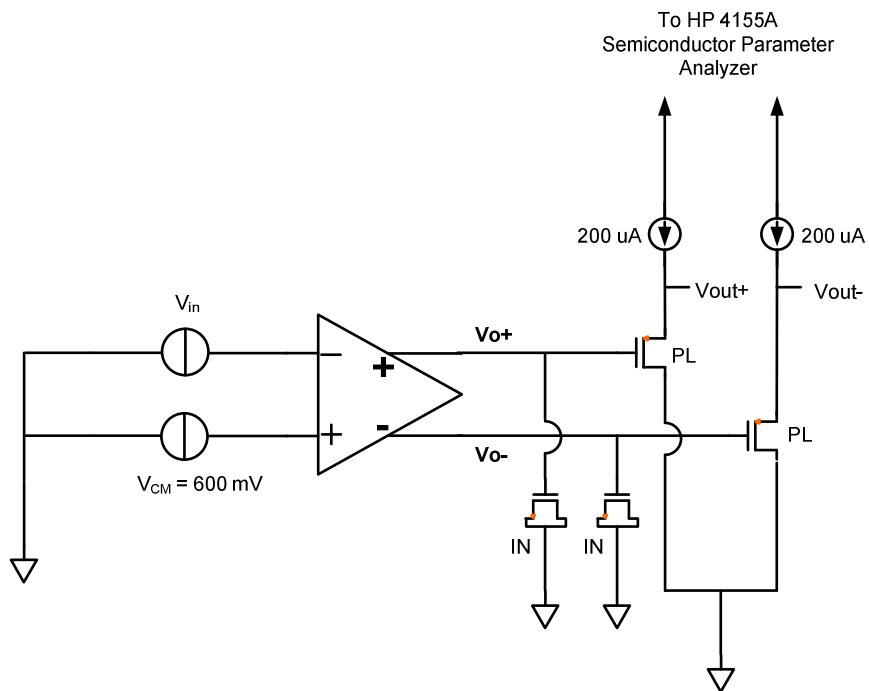 To HP 4155A
Semiconductor Parameter
Analyzer
200 uA
200 uA
Vout+
Vout-
Vin
Vo+
PL
−
+
+
-
Vo-
PL
VCM = 600 mV
IN
IN